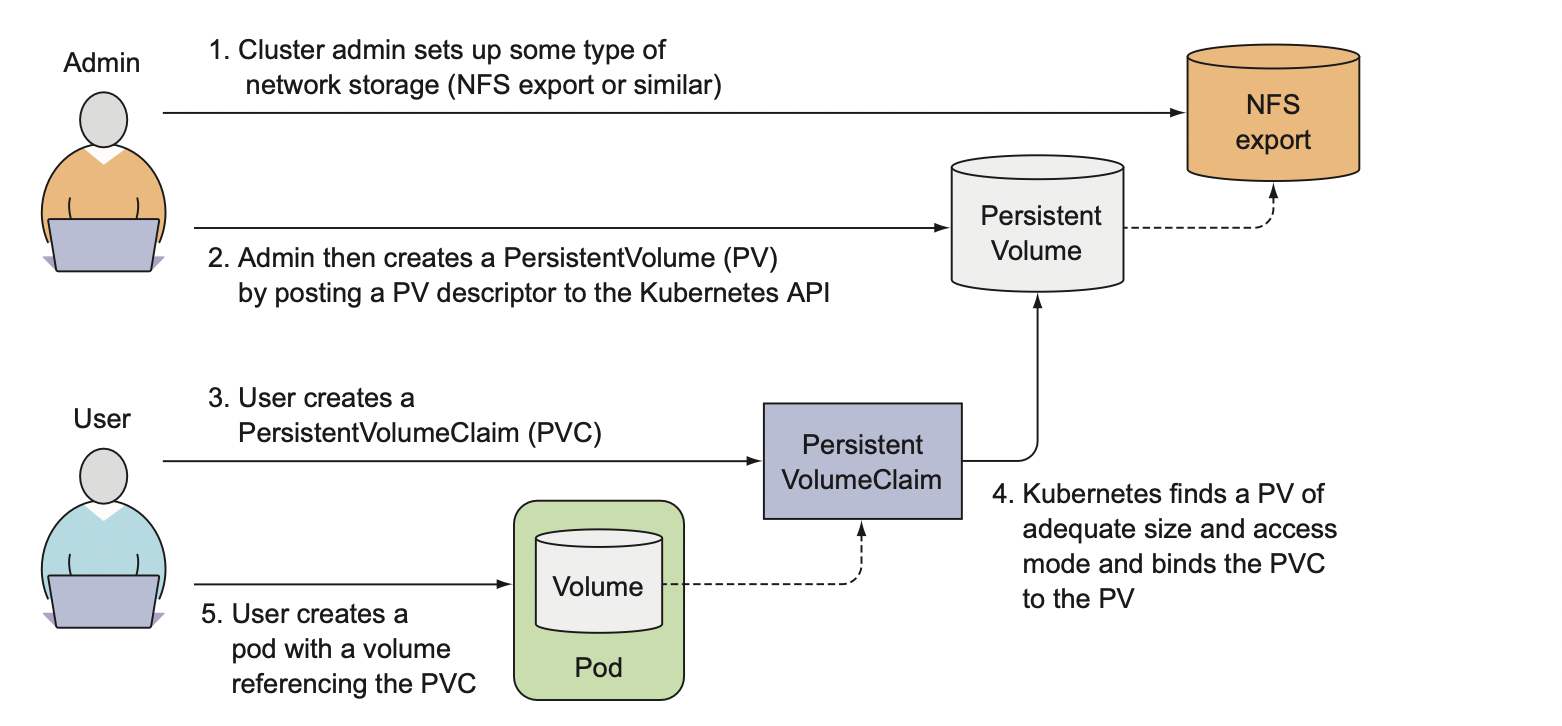 Admin
1. Cluster admin sets up some type of
network storage (NFS export or similar)
NFS
export
Persistent
Volume
2. Admin then creates a PersistentVolume (PV)
by posting a PV descriptor to the Kubernetes API
User
3. User creates a
PersistentVolumeClaim (PVC)
Persistent
VolumeClaim
4. Kubernetes finds a PV of
adequate size and access
mode and binds the PVC
to the PV
Volume
Pod
5. User creates a
pod with a volume
referencing the PVC